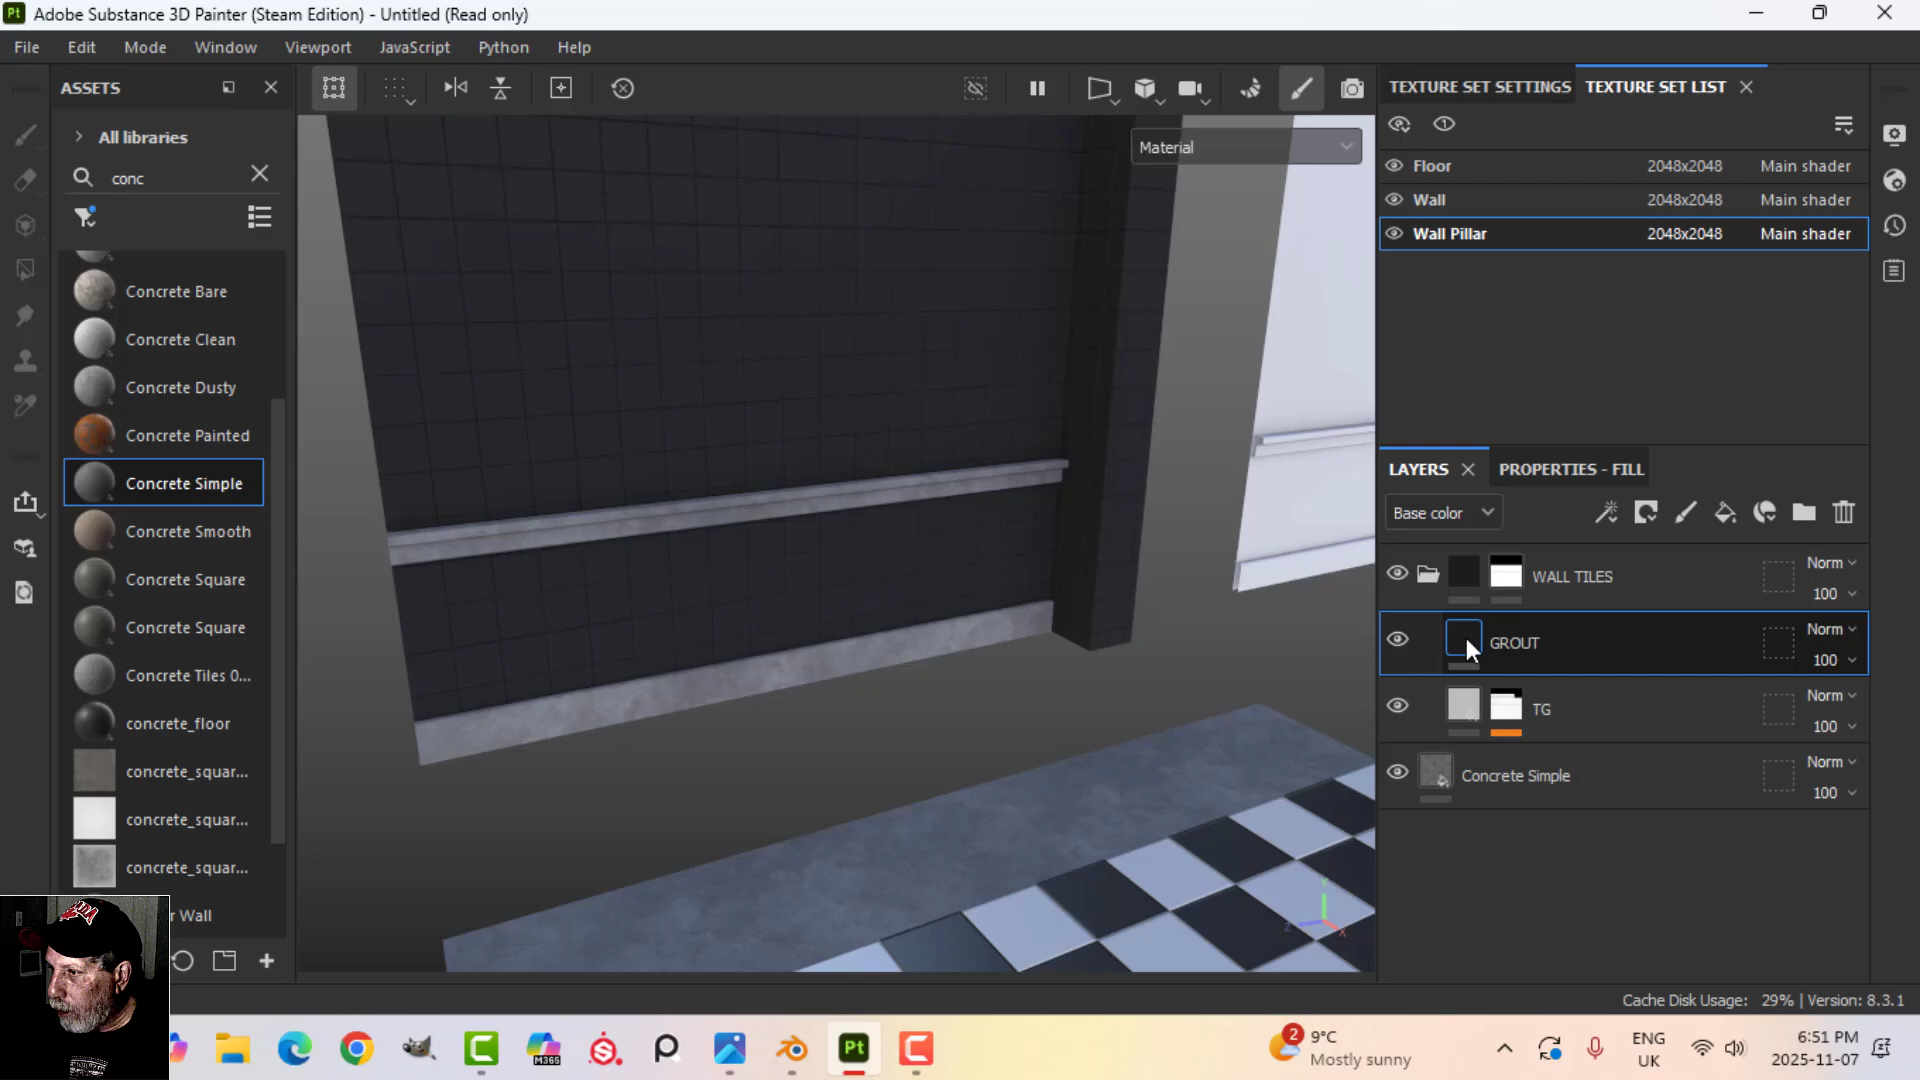 Pt Adobe Substance 3D Painter (Steam Edition) - Untitled (Read only)
File Edit Mode Window Viewport JavaScript Python Help
ASSETS
All libraries
conc
Concrete Bare
Concrete Clean
Concrete Dusty
Concrete Painted
Concrete Simple
Concrete Smooth
Concrete Square
Concrete Square
Concrete Tiles 0...
concrete_floor
concrete_squar...
concrete_squar...
concrete_squar...
r Wall
Material
Y
Z
X
TEXTURE SET SETTINGS TEXTURE SET LIST
1
Floor 2048x2048 Main shader
Wall 2048x2048 Main shader
Wall Pillar 2048x2048 Main shader
LAYERS PROPERTIES - FILL
Base color
WALL TILES Norm 100
GROUT Norm 100
TG Norm 100
Concrete Simple Norm 100
Cache Disk Usage: 29% | Version: 8.3.1
M365
Pt
2
9°C
Mostly sunny
ENG
UK
6:51 PM
2025-11-07